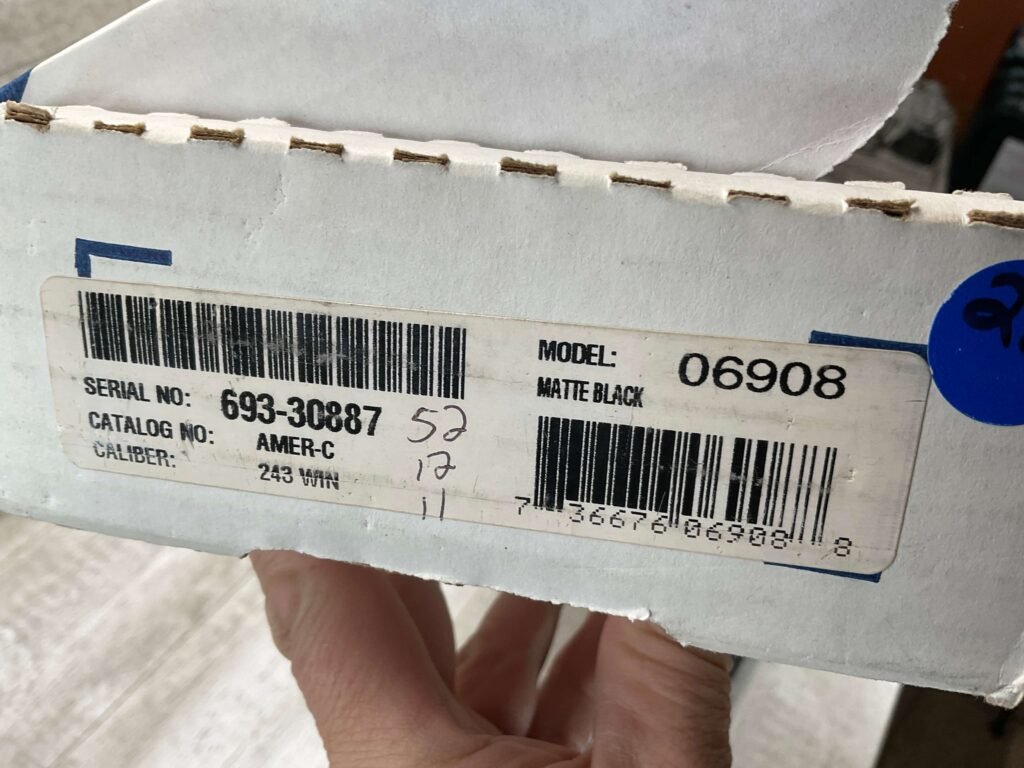 SERIAL NO: 693-30887 52
CATALOG NO: AMER-C 12
CALIBER: 243 WIN 11
MODEL: 06908
MATTE BLACK
7 36676 06908 8